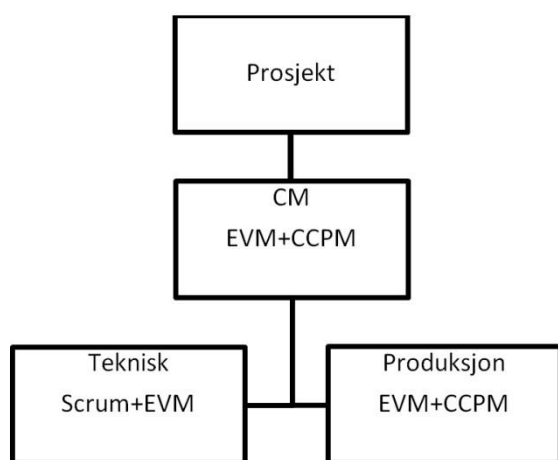 Prosjekt
CM
EVM+CCPM
Teknisk
Scrum+EVM
Produksjon
EVM+CCPM